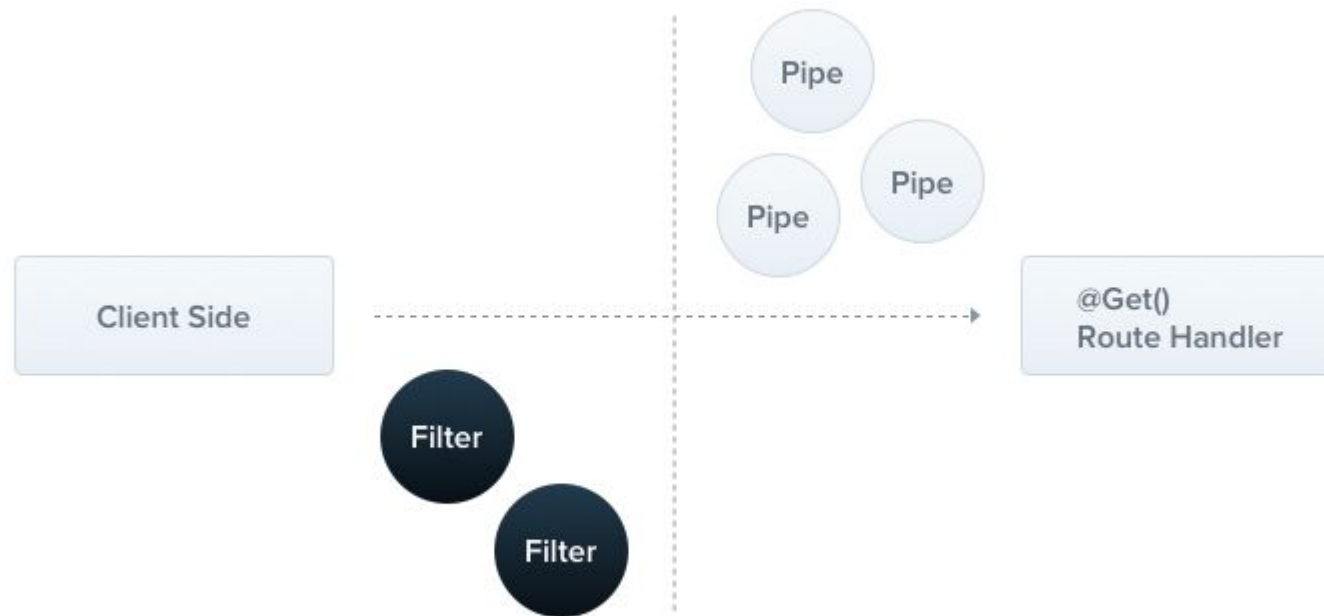 Pipe
Pipe
Pipe
Client Side
@Get()
Route Handler
Filter
Filter